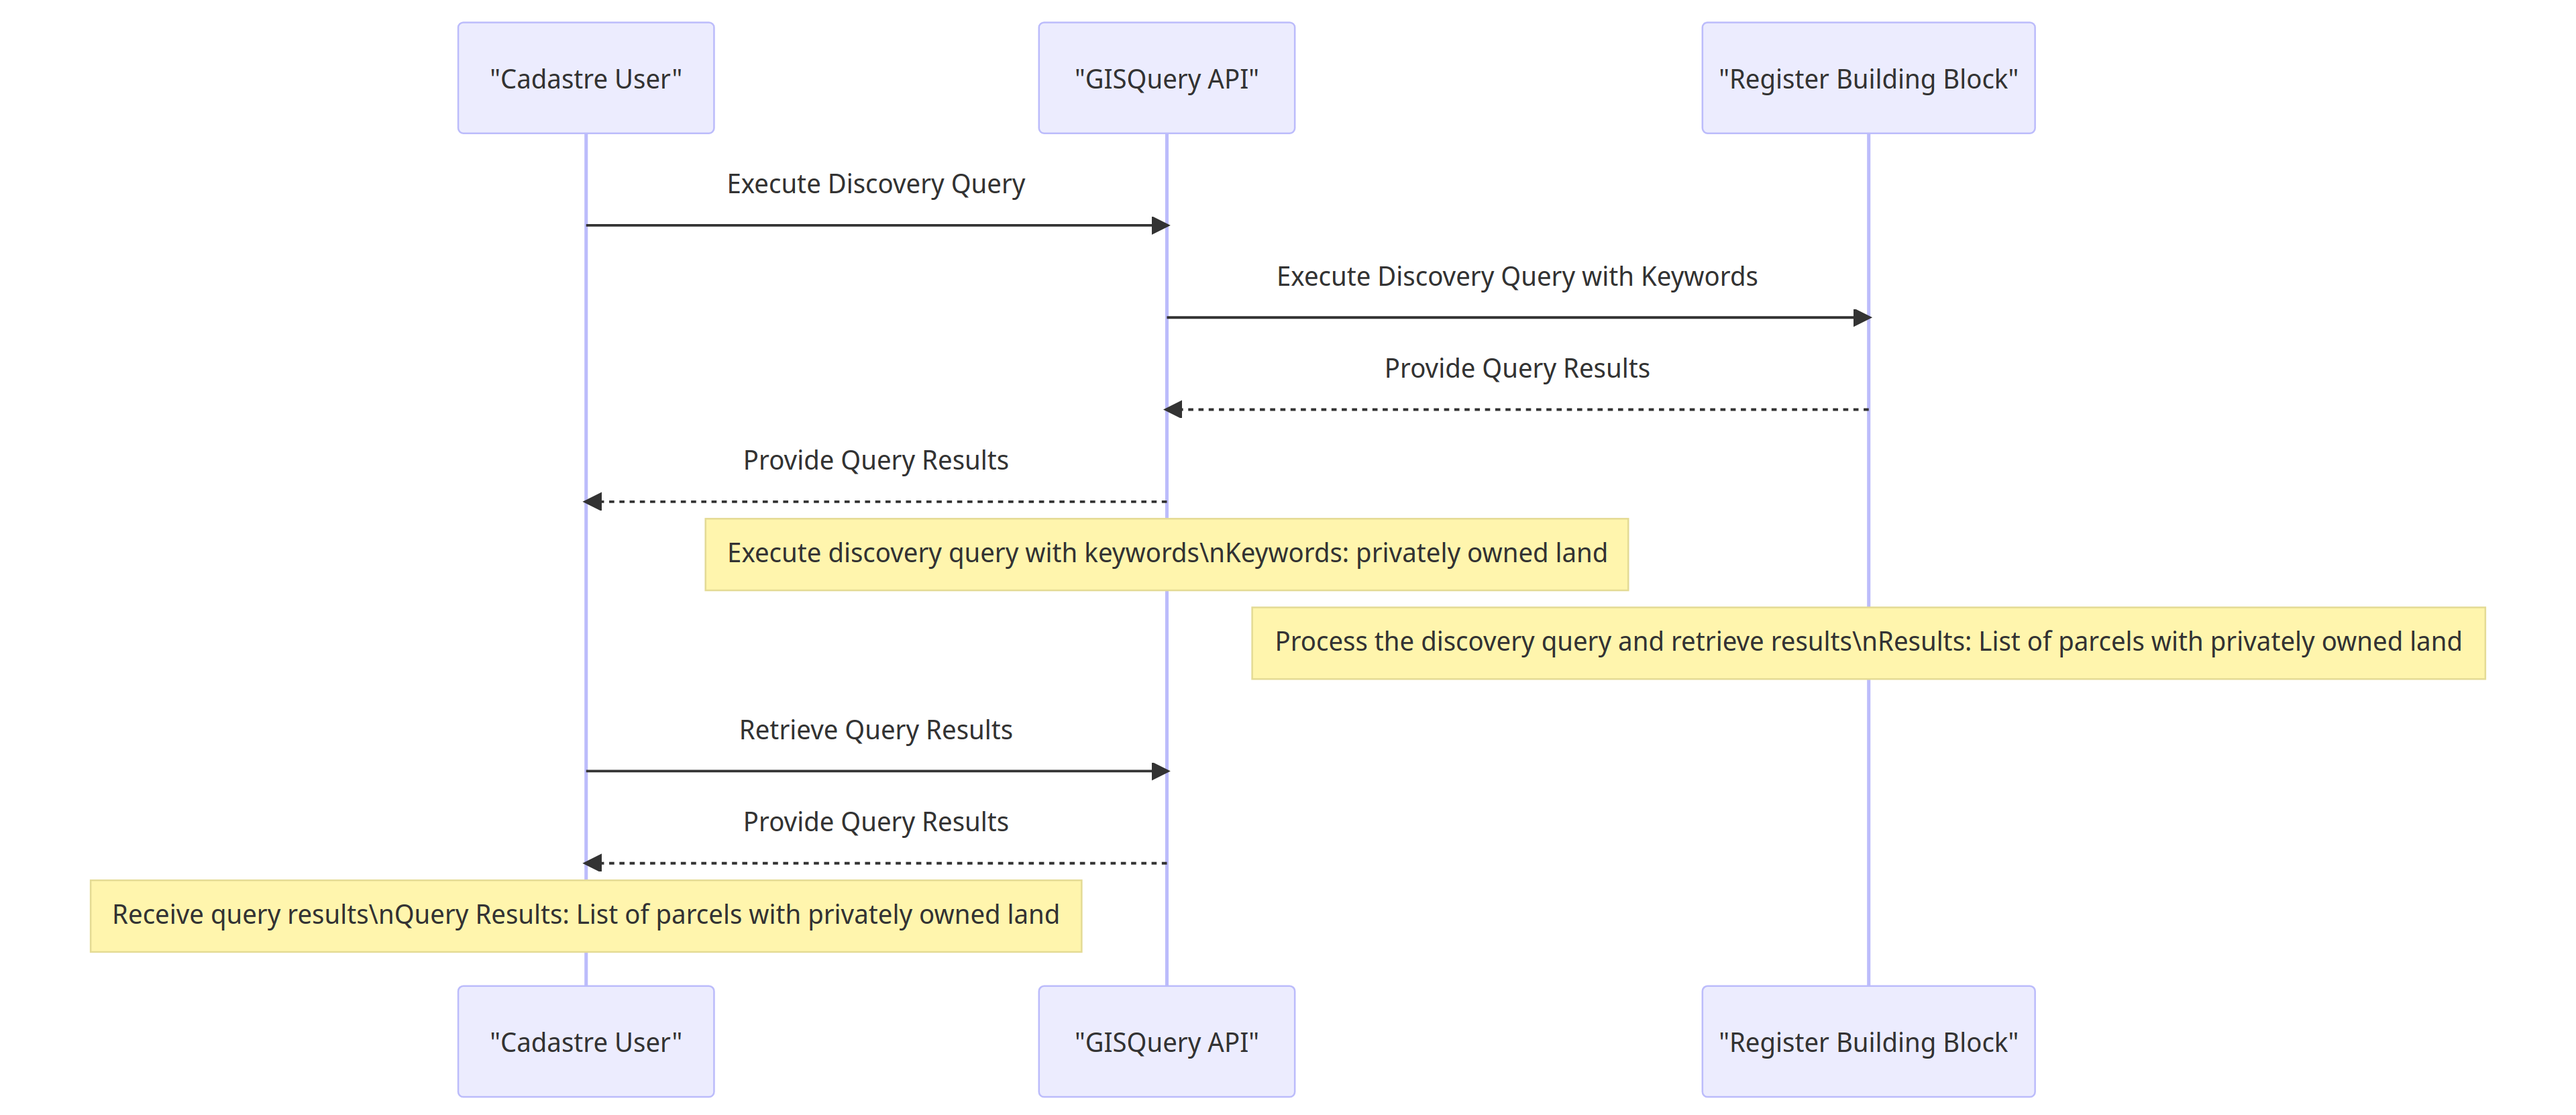 "Cadastre User"
"GISQuery API"
"Register Building Block"
Execute Discovery Query
Execute Discovery Query with Keywords
Provide Query Results
Provide Query Results
Execute discovery query with keywords\nKeywords: privately owned land
Process the discovery query and retrieve results\nResults: List of parcels with privately owned land
Retrieve Query Results
Provide Query Results
Receive query results\nQuery Results: List of parcels with privately owned land
"Cadastre User"
"GISQuery API"
"Register Building Block"